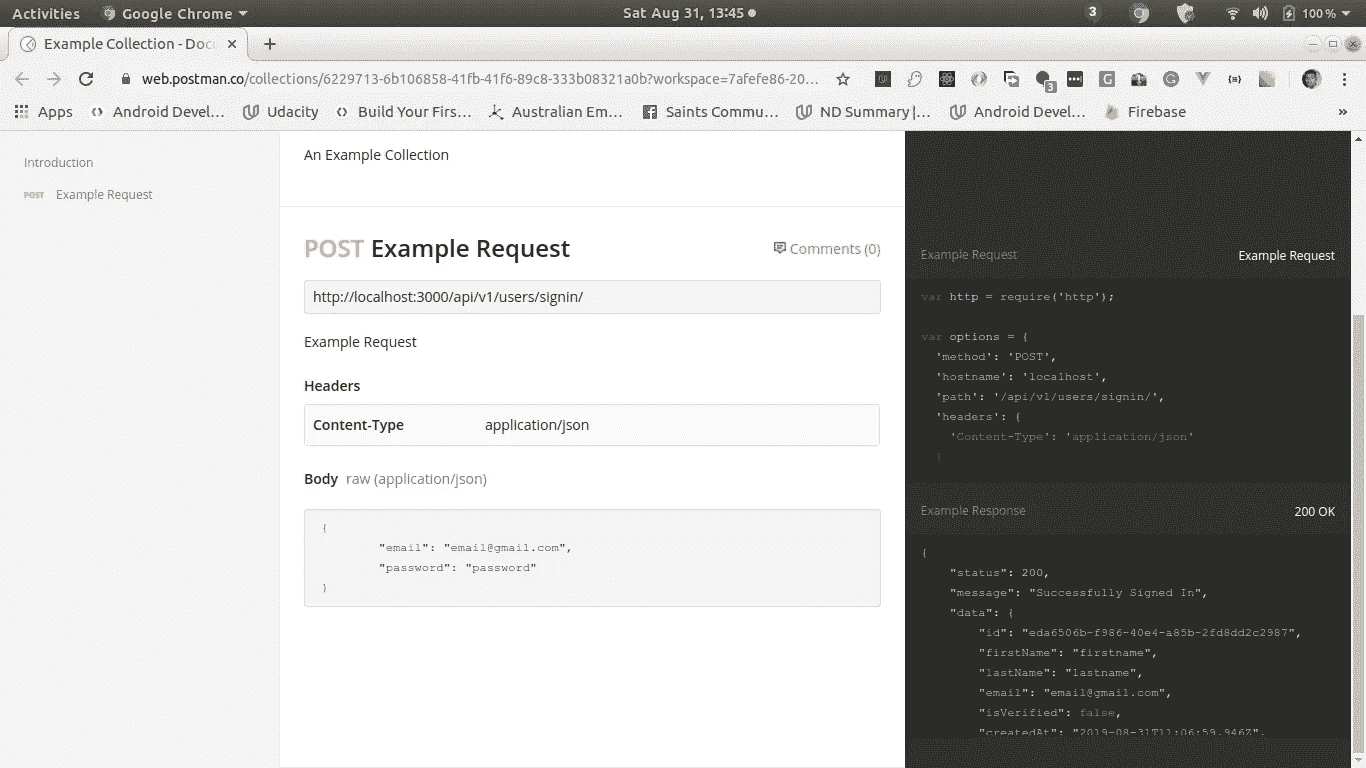 Activities Google Chrome Sat Aug 31, 13:45 3 100 %
Example Collection - Doc
web.postman.co/collections/6229713-6b106858-41fb-41f6-89c8-333b08321a0b?workspace=7afefe86-20...
3
Apps Android Devel... Udacity Build Your Firs... Australian Em... Saints Commu... ND Summary |... Android Devel... Firebase »
Introduction
POST Example Request
An Example Collection
POST Example Request
Comments (0)
http://localhost:3000/api/v1/users/signin/
Example Request
Headers
Content-Type application/json
Body raw (application/json)
{
"email": "email@gmail.com",
"password": "password"
}
Example Request Example Request
var http = require('http');
var options = {
'method': 'POST',
'hostname': 'localhost',
'path': '/api/v1/users/signin/',
'headers': {
'Content-Type': 'application/json'
}
Example Response 200 OK
{
"status": 200,
"message": "Successfully Signed In",
"data": {
"id": "eda6506b-f986-40e4-a85b-2fd8dd2c2987",
"firstName": "firstname",
"lastName": "lastname",
"email": "email@gmail.com",
"isVerified": false,
"createdAt": "2019-08-31T11:06:59.946Z",